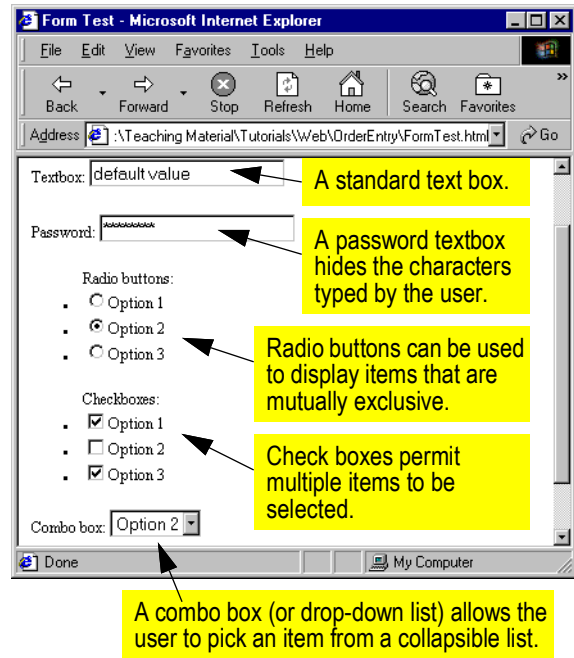 Form Test - Microsoft Internet Explorer
File Edit View Favorites Tools Help
Back Forward Stop Refresh Home Search Favorites »
Address :\Teaching Material\Tutorials\Web\OrderEntry\FormTest.html Go
Textbox: default value
A standard text box.
Password: *********
A password textbox
hides the characters
typed by the user.
Radio buttons:
Option 1
Option 2
Option 3
Radio buttons can be used
to display items that are
mutually exclusive.
Checkboxes:
Option 1
Option 2
Option 3
Check boxes permit
multiple items to be
selected.
Combo box: Option 2
Done My Computer
A combo box (or drop-down list) allows the
user to pick an item from a collapsible list.